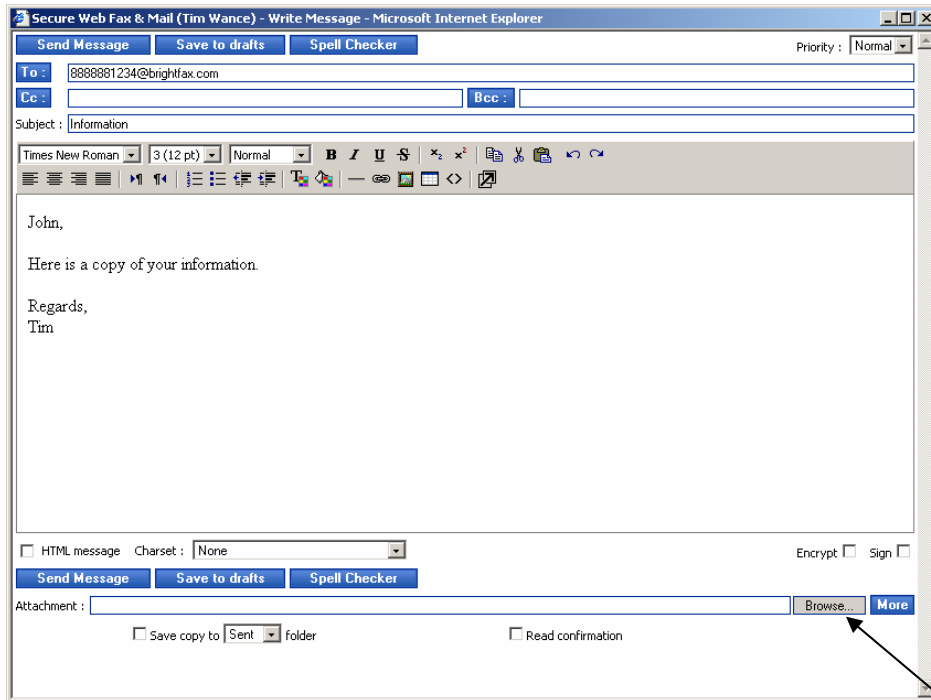 Secure Web Fax & Mail (Tim Wance) - Write Message - Microsoft Internet Explorer
Send Message Save to drafts Spell Checker Priority : Normal
To : 8888881234@brightfax.com
Cc : Bcc :
Subject : Information
Times New Roman 3 (12 pt) Normal B I U S x₂ x²
John,
Here is a copy of your information.
Regards,
Tim
HTML message Charset : None Encrypt Sign
Send Message Save to drafts Spell Checker
Attachment : Browse... More
Save copy to Sent folder Read confirmation